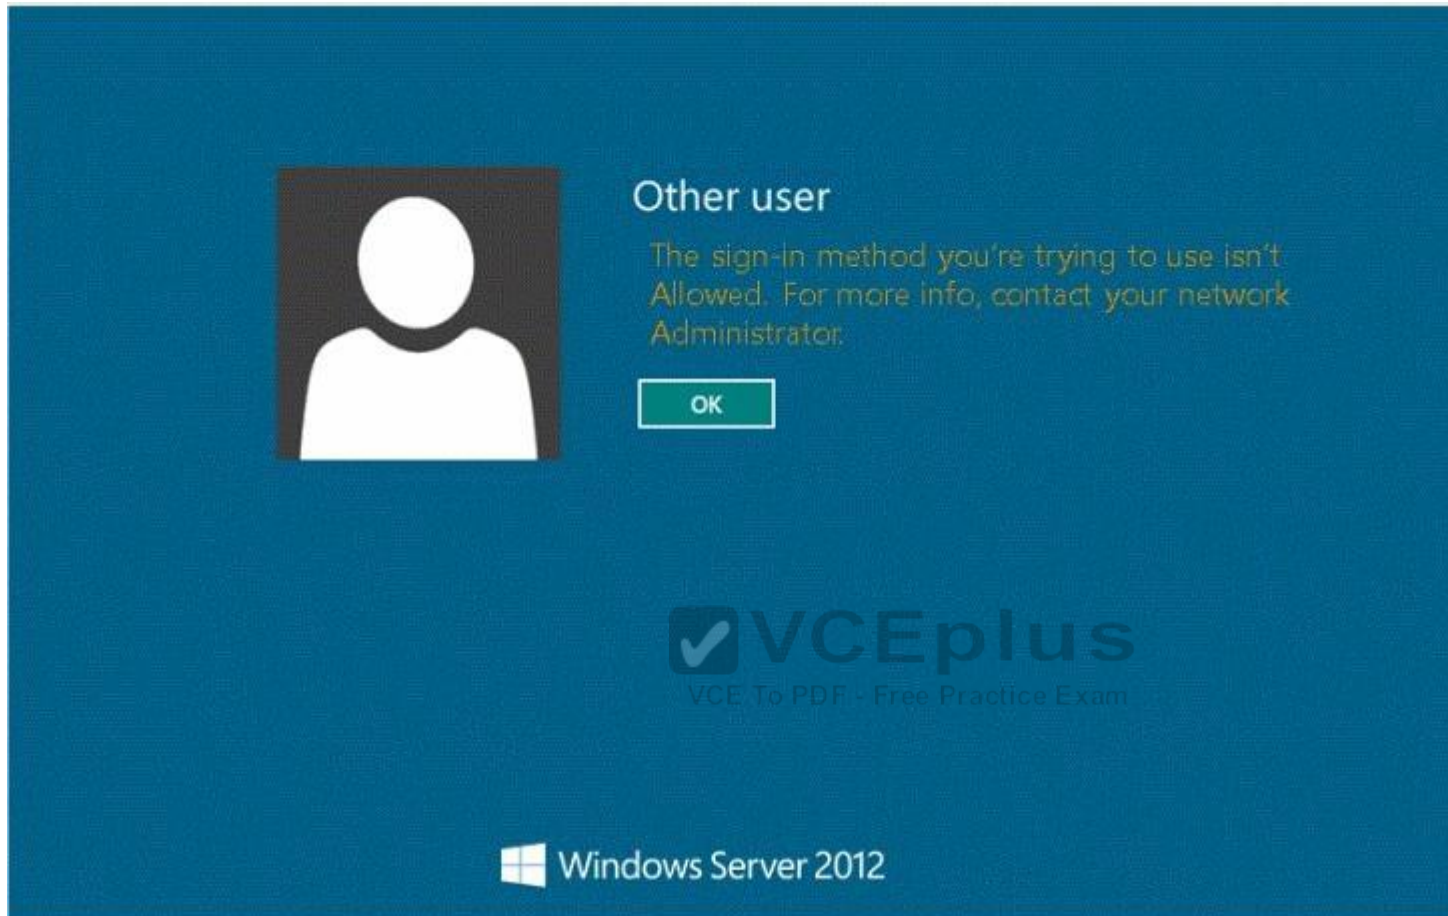 Other user
The sign-in method you're trying to use isn't
Allowed. For more info, contact your network
Administrator.
OK
VCEplus
VCE To PDF - Free Practice Exam
Windows Server 2012